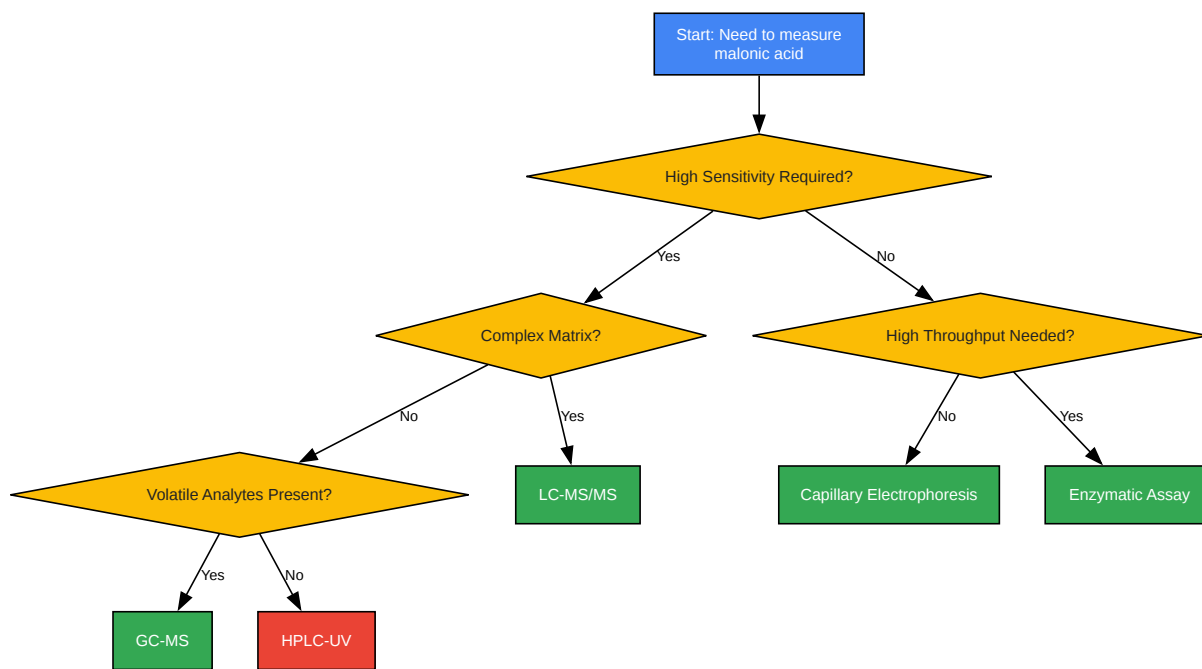 Start: Need to measure
malonic acid
High Sensitivity Required?
Yes
No
Complex Matrix?
High Throughput Needed?
No
Yes
No
Yes
Volatile Analytes Present?
LC-MS/MS
Capillary Electrophoresis
Enzymatic Assay
Yes
No
GC-MS
HPLC-UV